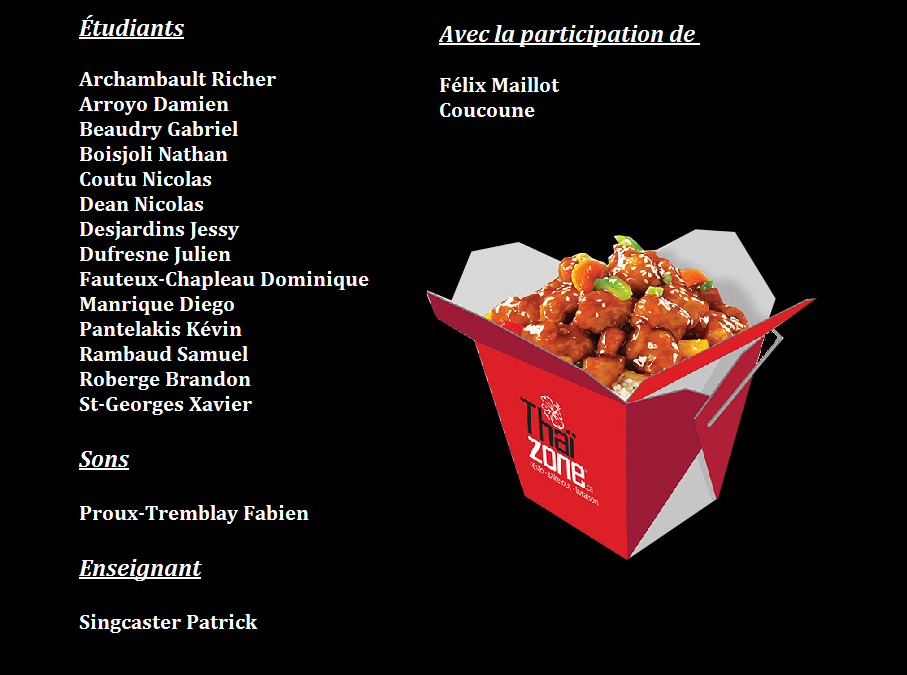 Étudiants
Archambault Richer
Arroyo Damien
Beaudry Gabriel
Boisjoli Nathan
Coutu Nicolas
Dean Nicolas
Desjardins Jessy
Dufresne Julien
Fauteux-Chapleau Dominique
Manrique Diego
Pantelakis Kévin
Rambaud Samuel
Roberge Brandon
St-Georges Xavier
Sons
Proux-Tremblay Fabien
Enseignant
Singcaster Patrick
Avec la participation de
Félix Maillot
Coucoune
Thaï
zone
livraison